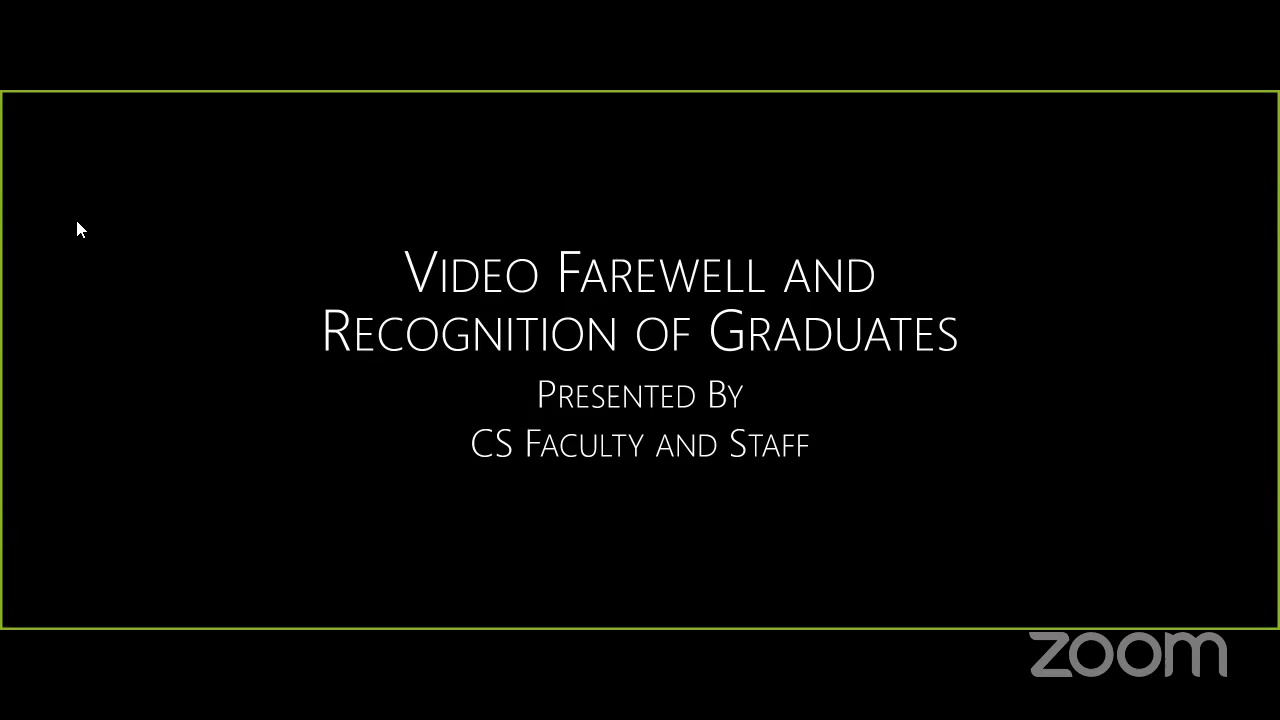 Video Farewell and
Recognition of Graduates
Presented By
CS Faculty and Staff
zoom